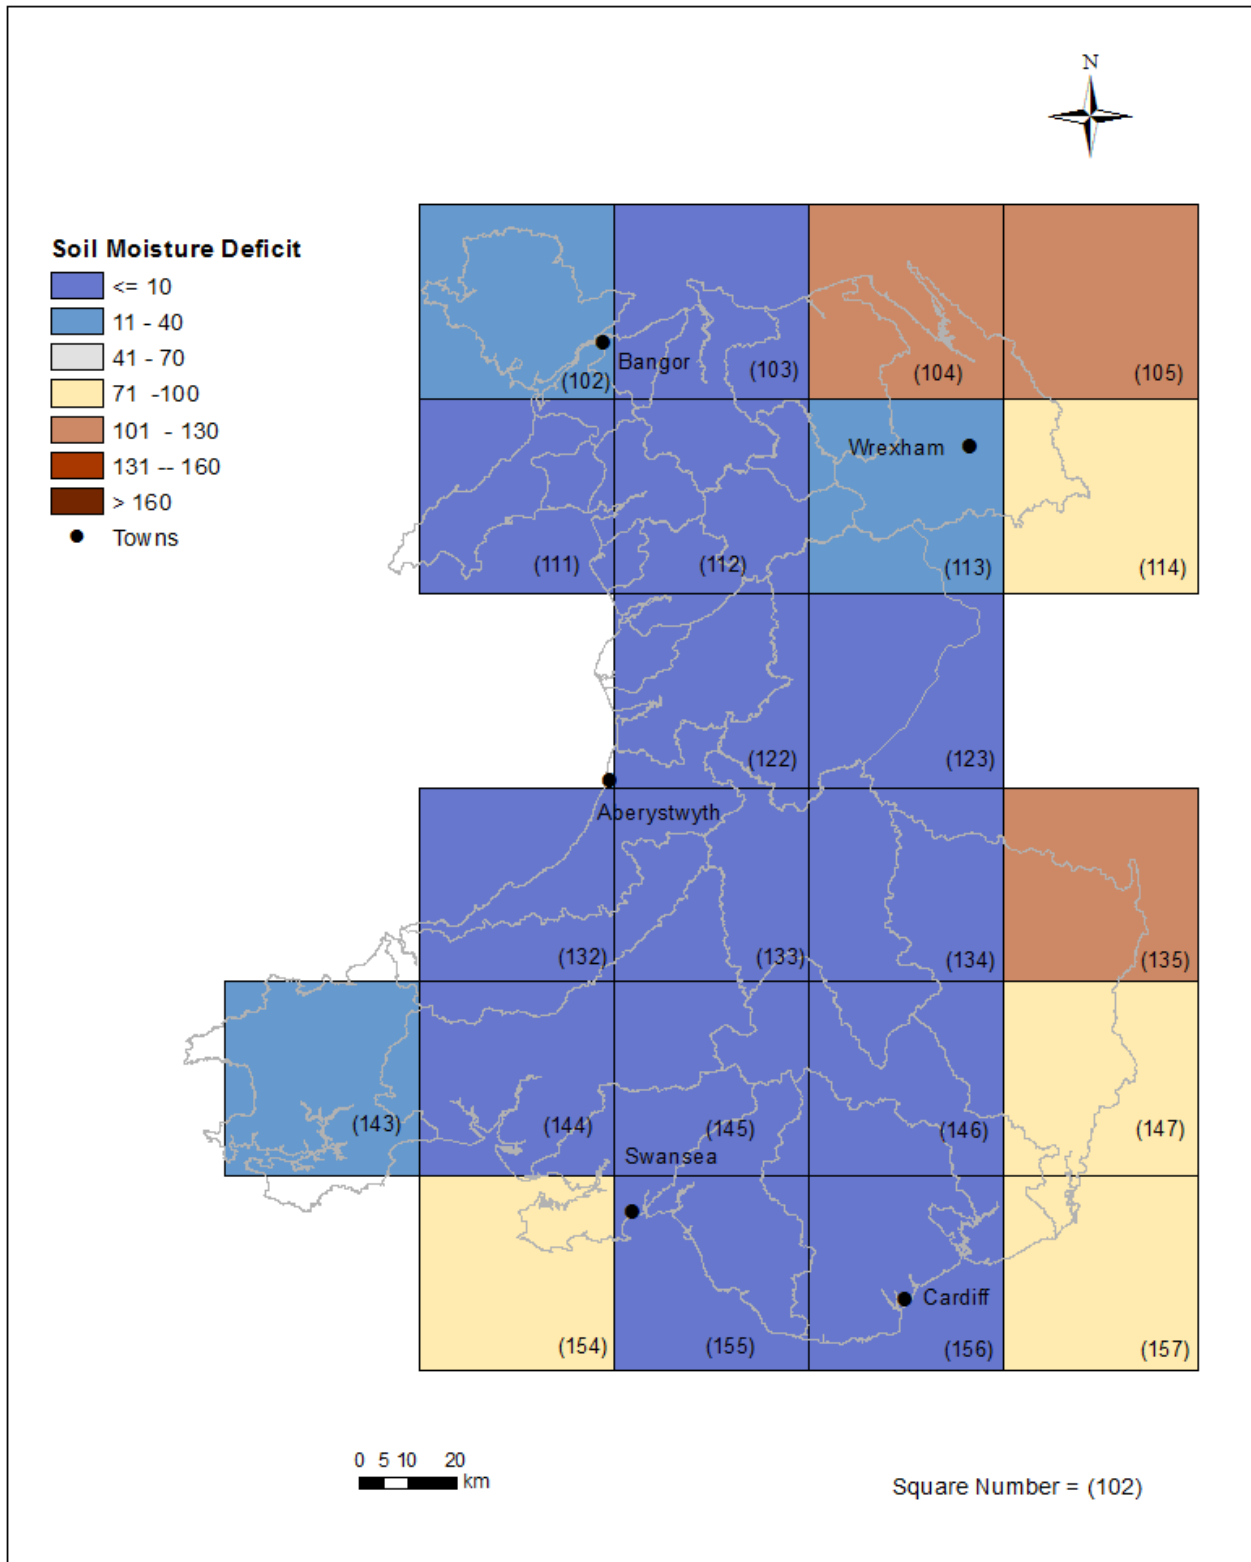 N
Soil Moisture Deficit
<= 10
11 - 40
41 - 70
71 -100
101 - 130
131 -- 160
> 160
Towns
Bangor
(102)
(103)
(104)
(105)
Wrexham
(111)
(112)
(113)
(114)
(122)
(123)
Aberystwyth
(132)
(133)
(134)
(135)
(143)
(144)
(145)
(146)
(147)
Swansea
Cardiff
(154)
(155)
(156)
(157)
0 5 10 20
km
Square Number = (102)